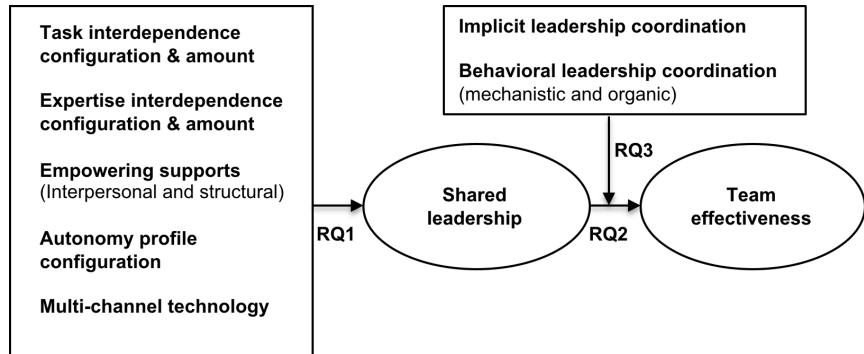 Task interdependence
configuration & amount
Expertise interdependence
configuration & amount
Empowering supports
(Interpersonal and structural)
Autonomy profile
configuration
Multi-channel technology
RQ1
Shared
leadership
Implicit leadership coordination
Behavioral leadership coordination
(mechanistic and organic)
RQ3
RQ2
Team
effectiveness